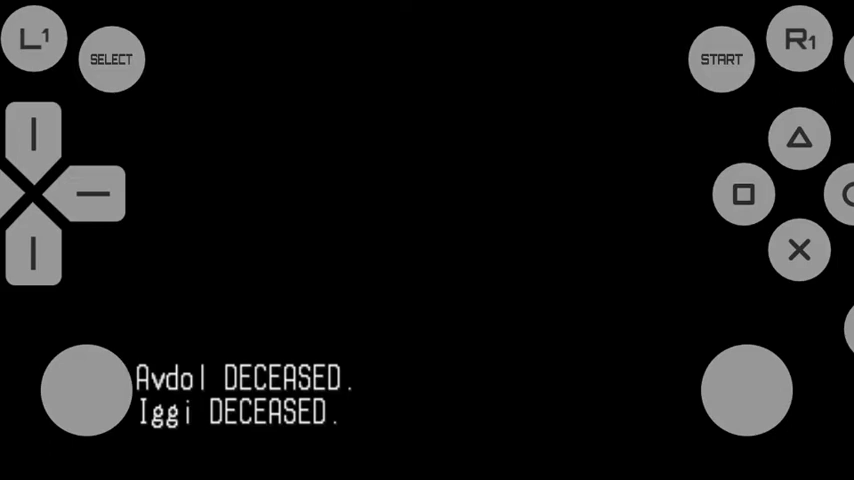 L1
SELECT
START
R1
Avdol DECEASED.
Iggi DECEASED.